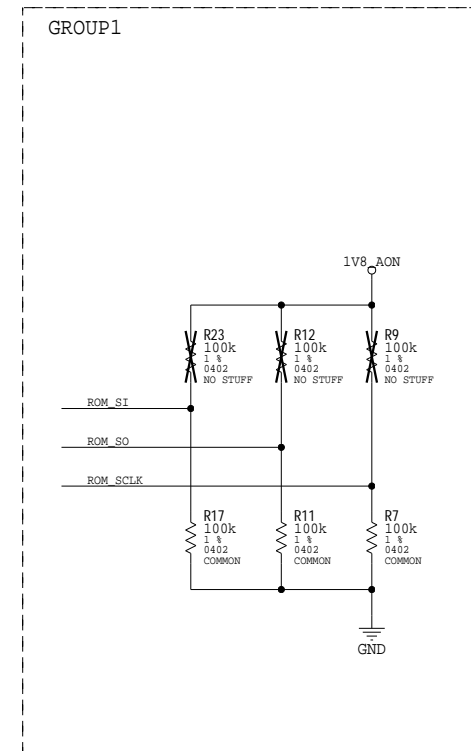 GROUP1
1V8_AON
R23
100k
1 %
0402
NO STUFF
R12
100k
1 %
0402
NO STUFF
R9
100k
1 %
0402
NO STUFF
ROM_SI
ROM_SO
ROM_SCLK
R17
100k
1 %
0402
COMMON
R11
100k
1 %
0402
COMMON
R7
100k
1 %
0402
COMMON
GND